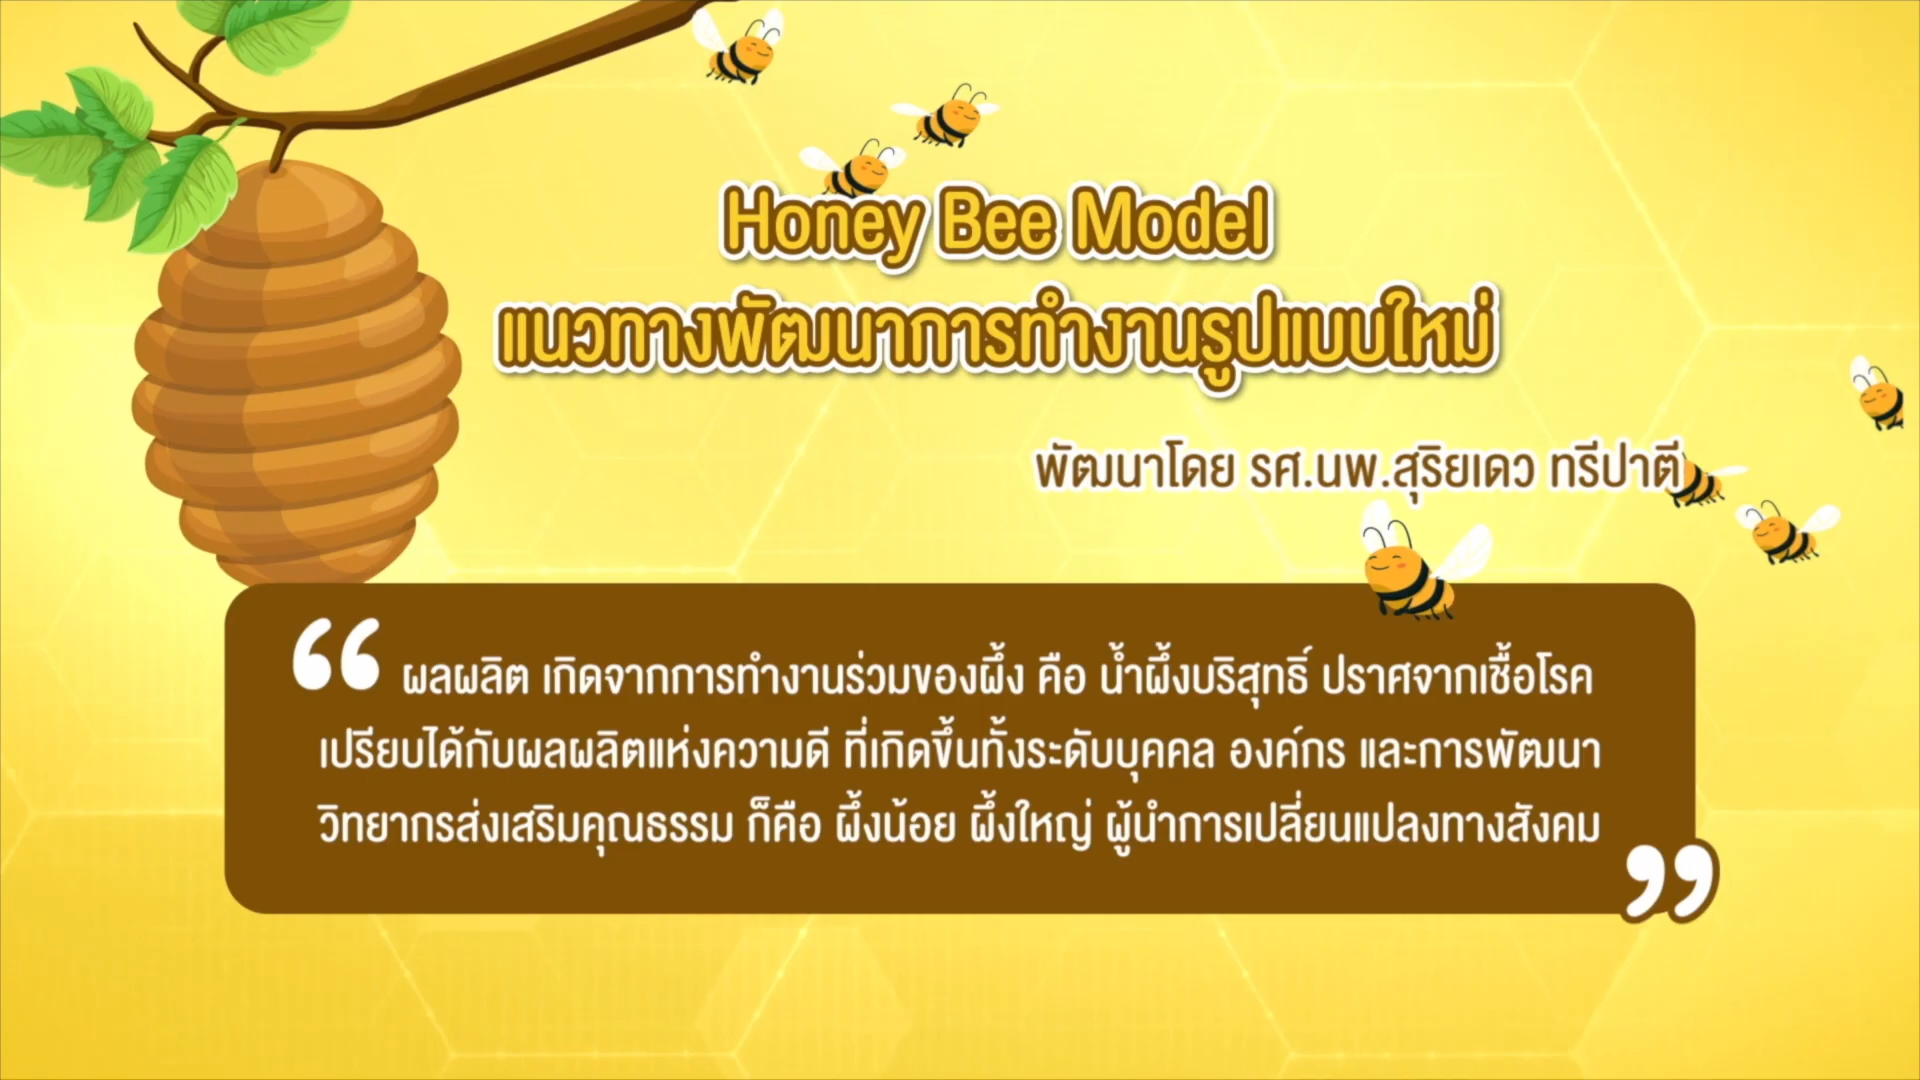 Honey Bee Model
แนวทางพัฒนาการทำงานรูปแบบใหม่
พัฒนาโดย รศ.นพ.สุริยเดว ทรีปาตี
“ ผลผลิต เกิดจากการทำงานร่วมของผึ้ง คือ น้ำผึ้งบริสุทธิ์ ปราศจากเชื้อโรค
เปรียบได้กับผลผลิตแห่งความดี ที่เกิดขึ้นทั้งระดับบุคคล องค์กร และการพัฒนา
วิทยากรส่งเสริมคุณธรรม ก็คือ ผึ้งน้อย ผึ้งใหญ่ ผู้นำการเปลี่ยนแปลงทางสังคม ”